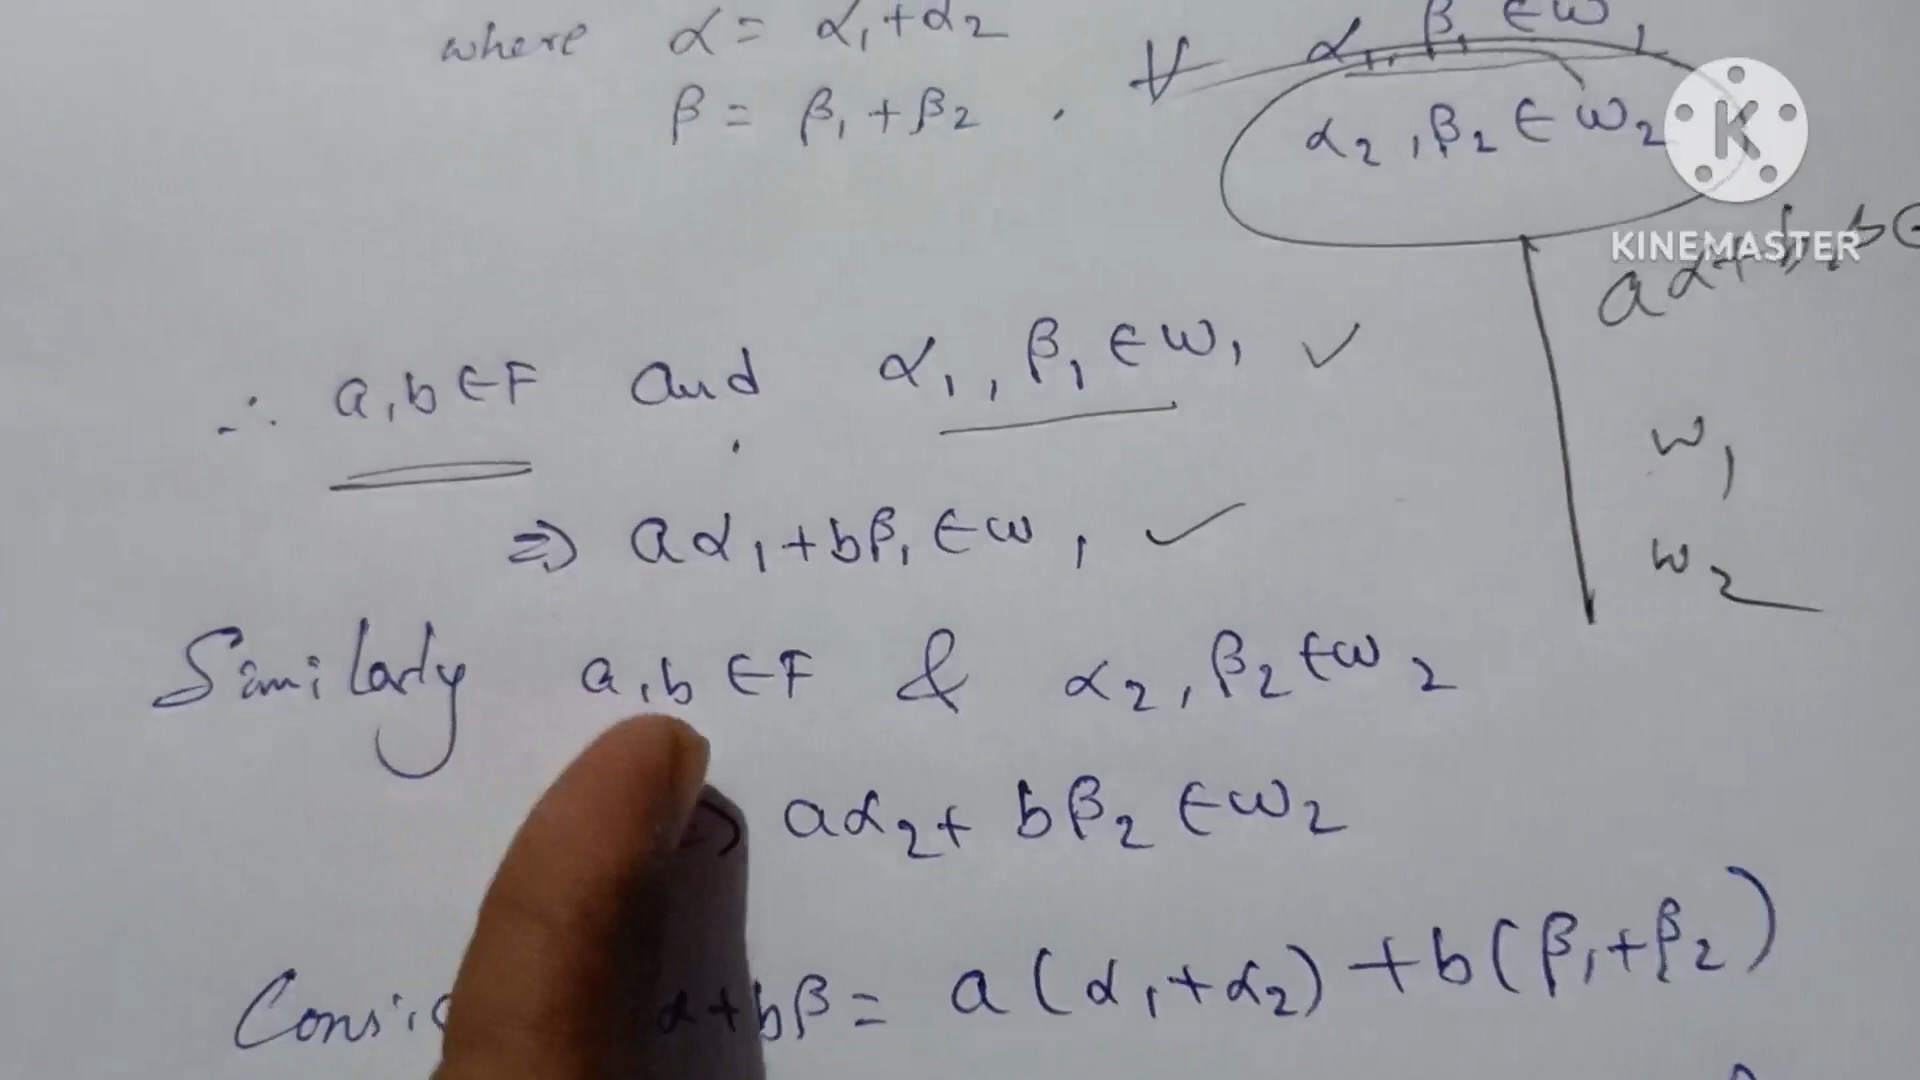 where α = α₁+α₂ ∀ α₁, β₁ ∈ W₁
β = β₁+β₂ . α₂, β₂ ∈ W₂
K
KINEMASTER
∴ a,b∈F and α₁, β₁ ∈ W₁ ✓
W₁
⇒ aα₁+bβ₁ ∈ W₁ ✓
W₂
Similarly a,b ∈ F & α₂, β₂ ∈ W₂
⇒ aα₂+ bβ₂ ∈ W₂
α+bβ = a(α₁+α₂)+b(β₁+β₂)